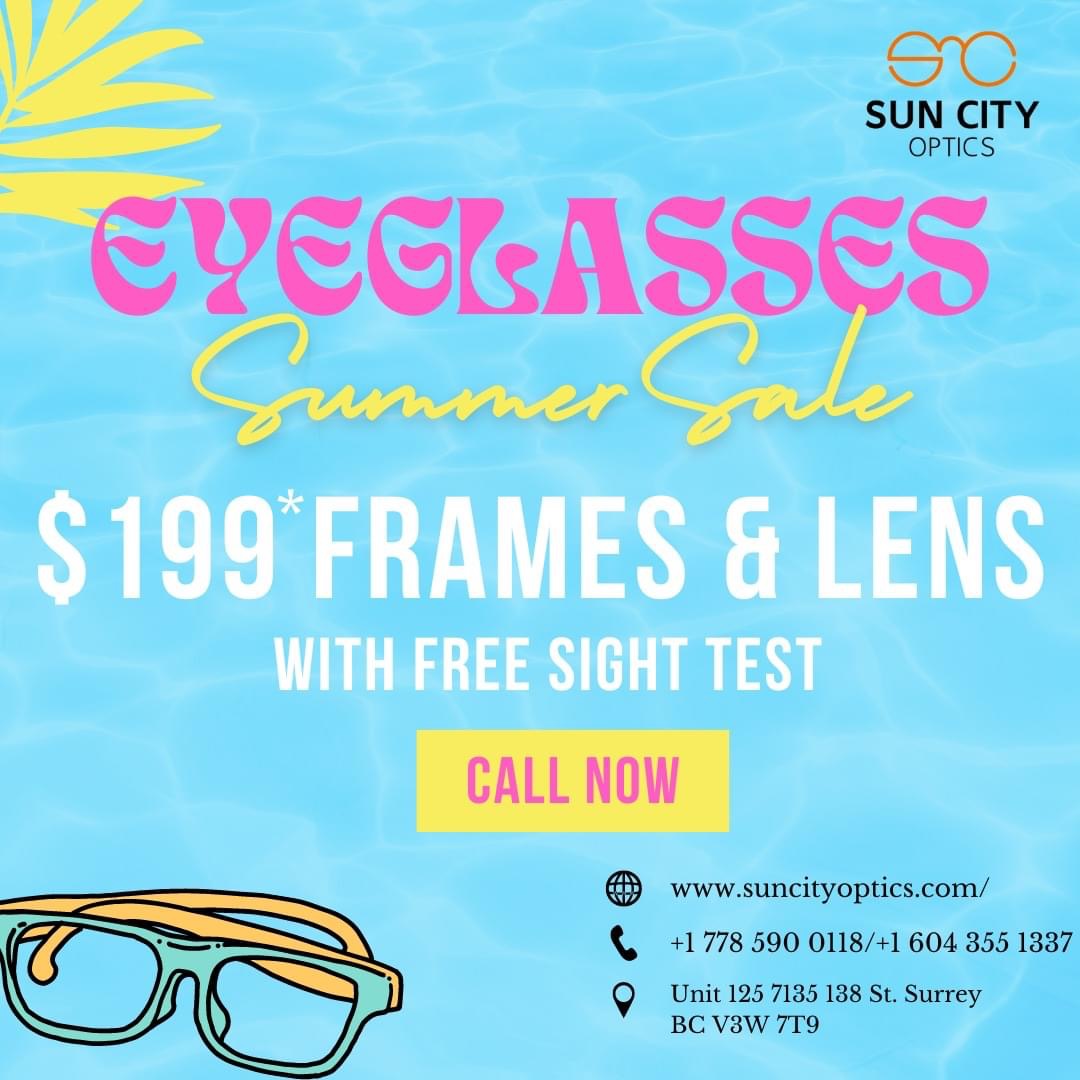 SUN CITY
OPTICS
EYEGLASSES
Summer Sale
$199* FRAMES & LENS
WITH FREE SIGHT TEST
CALL NOW
www.suncityoptics.com/
+1 778 590 0118/+1 604 355 1337
Unit 125 7135 138 St. Surrey
BC V3W 7T9